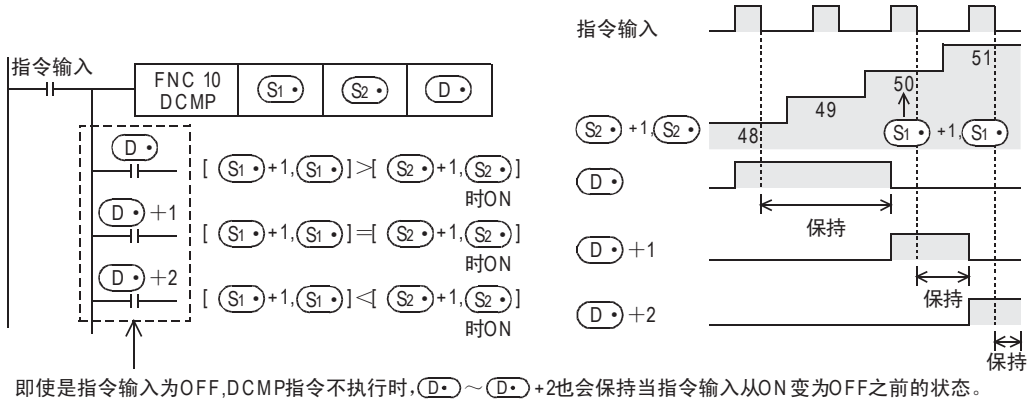 指令输入
FNC 10
DCMP
S1・
S2・
D・
D・
[ S1・+1,S1・]>[ S2・+1,S2・]
时ON
D・+1
[ S1・+1,S1・]=[ S2・+1,S2・]
时ON
D・+2
[ S1・+1,S1・]<[ S2・+1,S2・]
时ON
指令输入
S2・+1,S2・
48
49
50
51
S1・+1,S1・
D・
保持
D・+1
保持
D・+2
保持
即使是指令输入为OFF,DCMP指令不执行时,D・～D・+2也会保持当指令输入从ON变为OFF之前的状态。